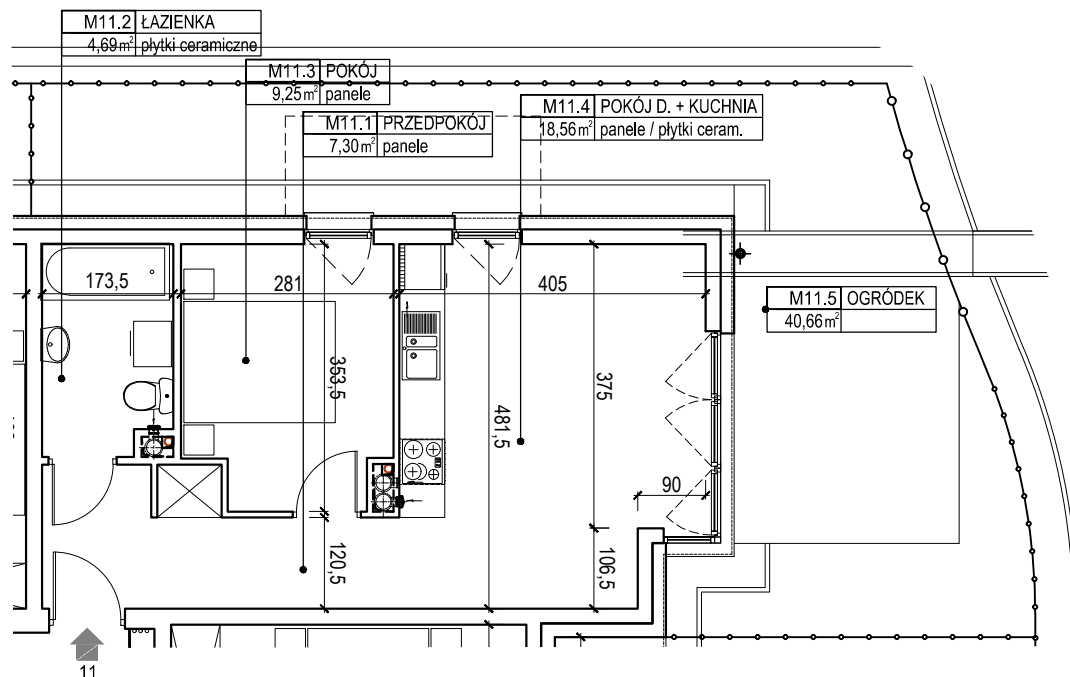 M11.2 ŁAZIENKA
4,69m² płytki ceramiczne
M11.3 POKÓJ
9,25m² panele
M11.4 POKÓJ D. + KUCHNIA
18,56m² panele / płytki ceram.
M11.1 PRZEDPOKÓJ
7,30m² panele
173,5
281
405
M11.5 OGRÓDEK
40,66m²
353,5
375
481,5
90
120,5
106,5
11